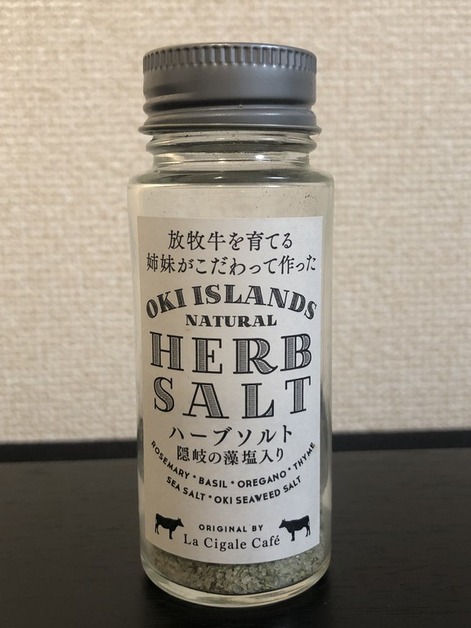 放牧牛を育てる
姉妹がこだわって作った
OKI ISLANDS
NATURAL
HERB
SALT
ハーブソルト
隠岐の藻塩入り
ROSEMARY * BASIL * OREGANO * THYME
SEA SALT * OKI SEAWEED SALT
ORIGINAL BY
La Cigale Café